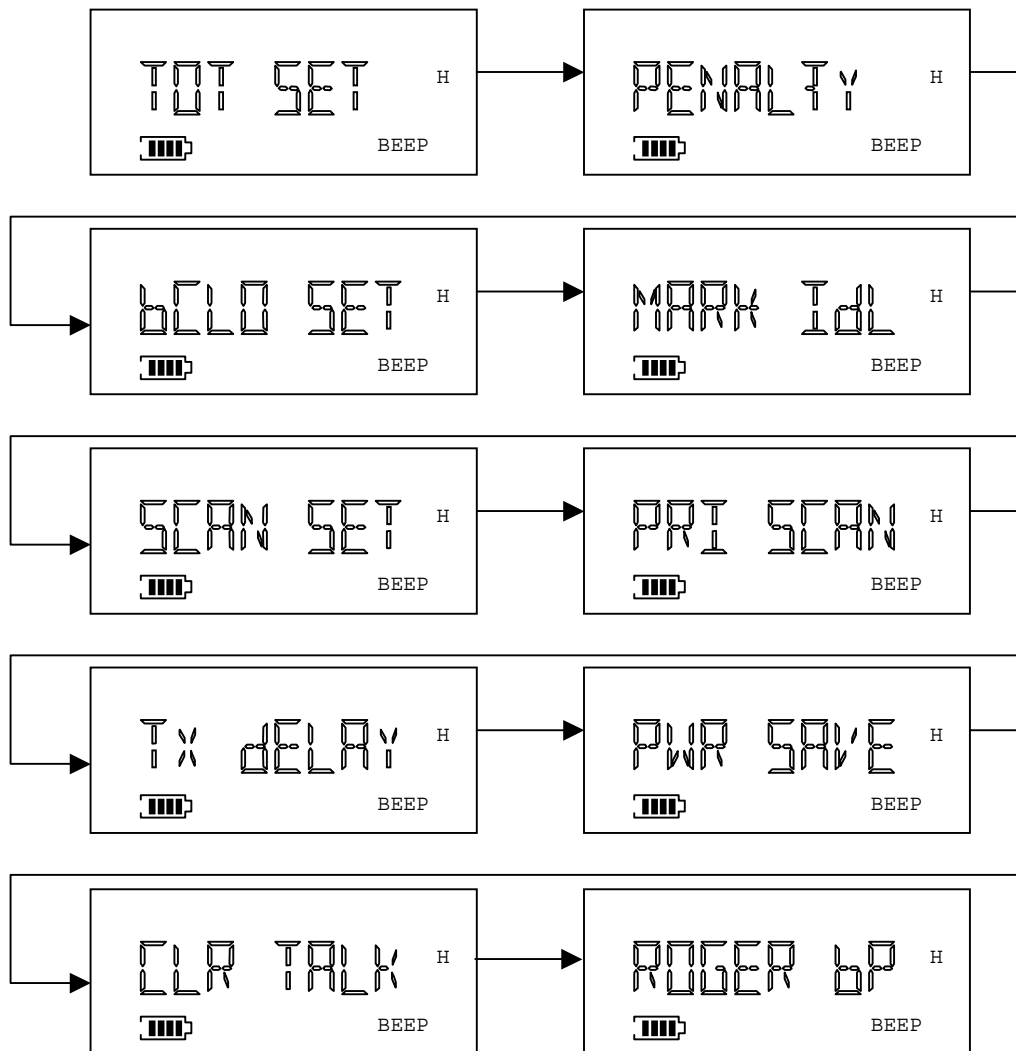 TOT SET H
BEEP
PENALTY H
BEEP
bCLO SET H
BEEP
MARK IdL H
BEEP
SCAN SET H
BEEP
PRI SCAN H
BEEP
TX dELAY H
BEEP
PWR SAVE H
BEEP
CLR TALK H
BEEP
ROGER bP H
BEEP